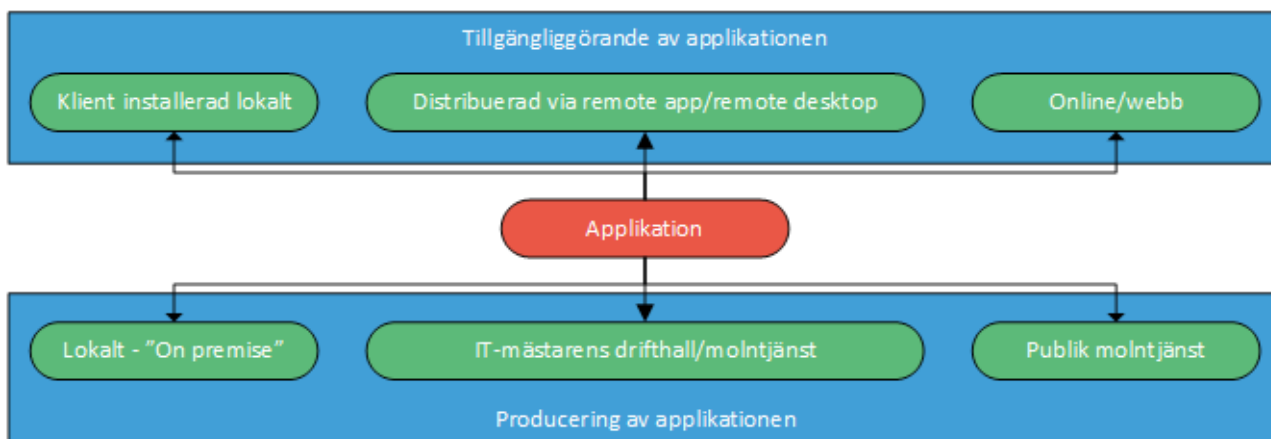 Tillgängliggörande av applikationen
Klient installerad lokalt
Distribuerad via remote app/remote desktop
Online/webb
Applikation
Lokalt - ”On premise”
IT-mästarens drifthall/molntjänst
Publik molntjänst
Producering av applikationen